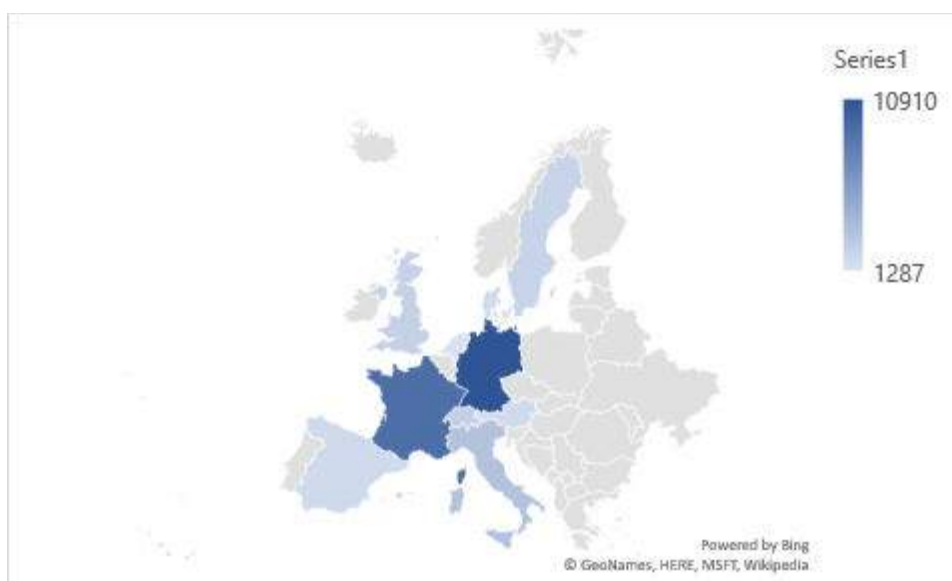 Series1
10910
1287
Powered by Bing
© GeoNames, HERE, MSFT, Wikipedia